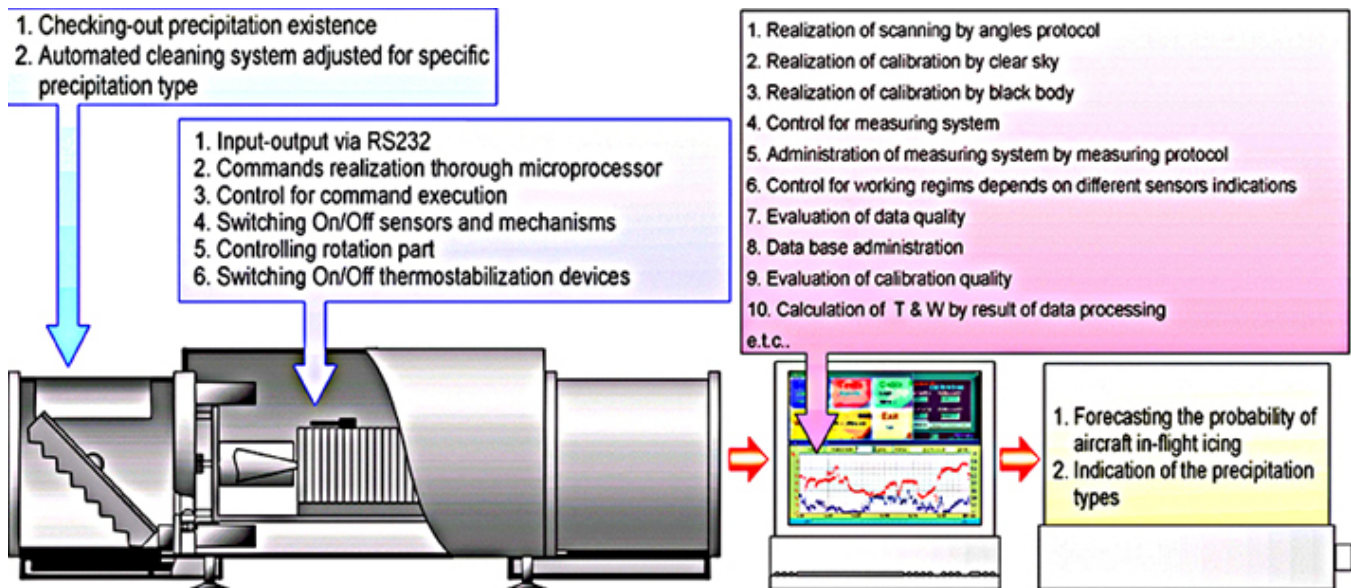 1. Checking-out precipitation existence
2. Automated cleaning system adjusted for specific
precipitation type
1. Input-output via RS232
2. Commands realization thorough microprocessor
3. Control for command execution
4. Switching On/Off sensors and mechanisms
5. Controlling rotation part
6. Switching On/Off thermostabilization devices
1. Realization of scanning by angles protocol
2. Realization of calibration by clear sky
3. Realization of calibration by black body
4. Control for measuring system
5. Administration of measuring system by measuring protocol
6. Control for working regims depends on different sensors indications
7. Evaluation of data quality
8. Data base administration
9. Evaluation of calibration quality
10. Calculation of T & W by result of data processing
e.t.c..
1. Forecasting the probability of
aircraft in-flight icing
2. Indication of the precipitation
types